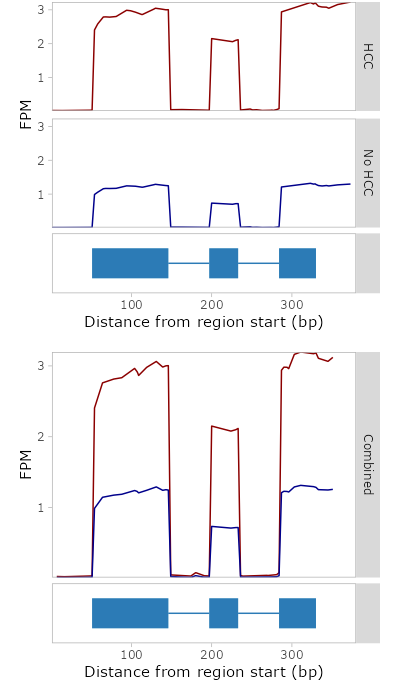 3
2
1
HCC
FPM
3
2
1
No HCC
100
200
300
Distance from region start (bp)
3
2
1
FPM
Combined
100
200
300
Distance from region start (bp)